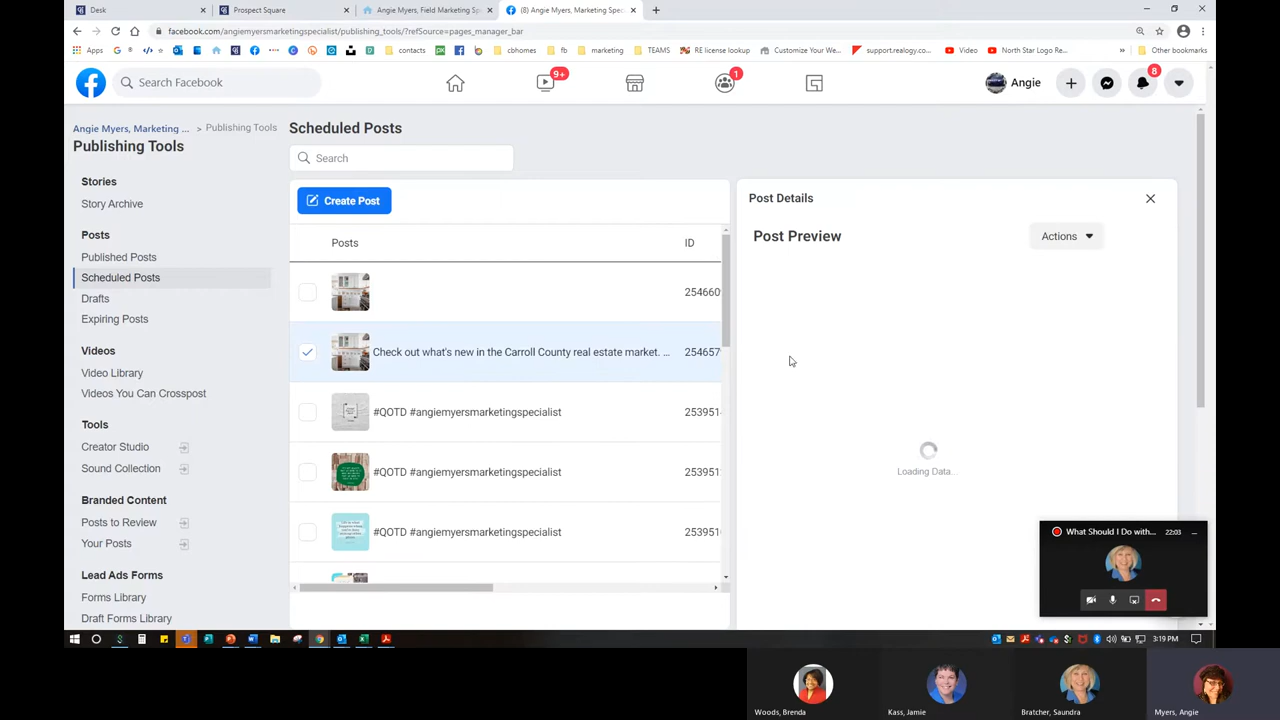 Desk
Prospect Square
Angie Myers, Field Marketing Sp
(8) Angie Myers, Marketing Spec
facebook.com/angiemyersmarketingspecialist/publishing_tools/?refSource=pages_manager_bar
Apps
contacts
cbhomes
fb
marketing
TEAMS
RE license lookup
Customize Your We...
support.realogy.com
Video
North Star Logo Re...
Other bookmarks
Search Facebook
9+
1
Angie
8
Angie Myers, Marketing ... > Publishing Tools
Publishing Tools
Stories
Story Archive
Posts
Published Posts
Scheduled Posts
Drafts
Expiring Posts
Videos
Video Library
Videos You Can Crosspost
Tools
Creator Studio
Sound Collection
Branded Content
Posts to Review
Your Posts
Lead Ads Forms
Forms Library
Draft Forms Library
Scheduled Posts
Search
Create Post
Posts ID
254660
Check out what's new in the Carroll County real estate market. ... 254657
#QOTD #angiemyersmarketingspecialist 253951
#QOTD #angiemyersmarketingspecialist 253951
#QOTD #angiemyersmarketingspecialist 253951
Post Details
Post Preview
Actions
Loading Data...
What Should I Do with... 22:03
3:19 PM
Woods, Brenda
Kass, Jamie
Bratcher, Saundra
Myers, Angie